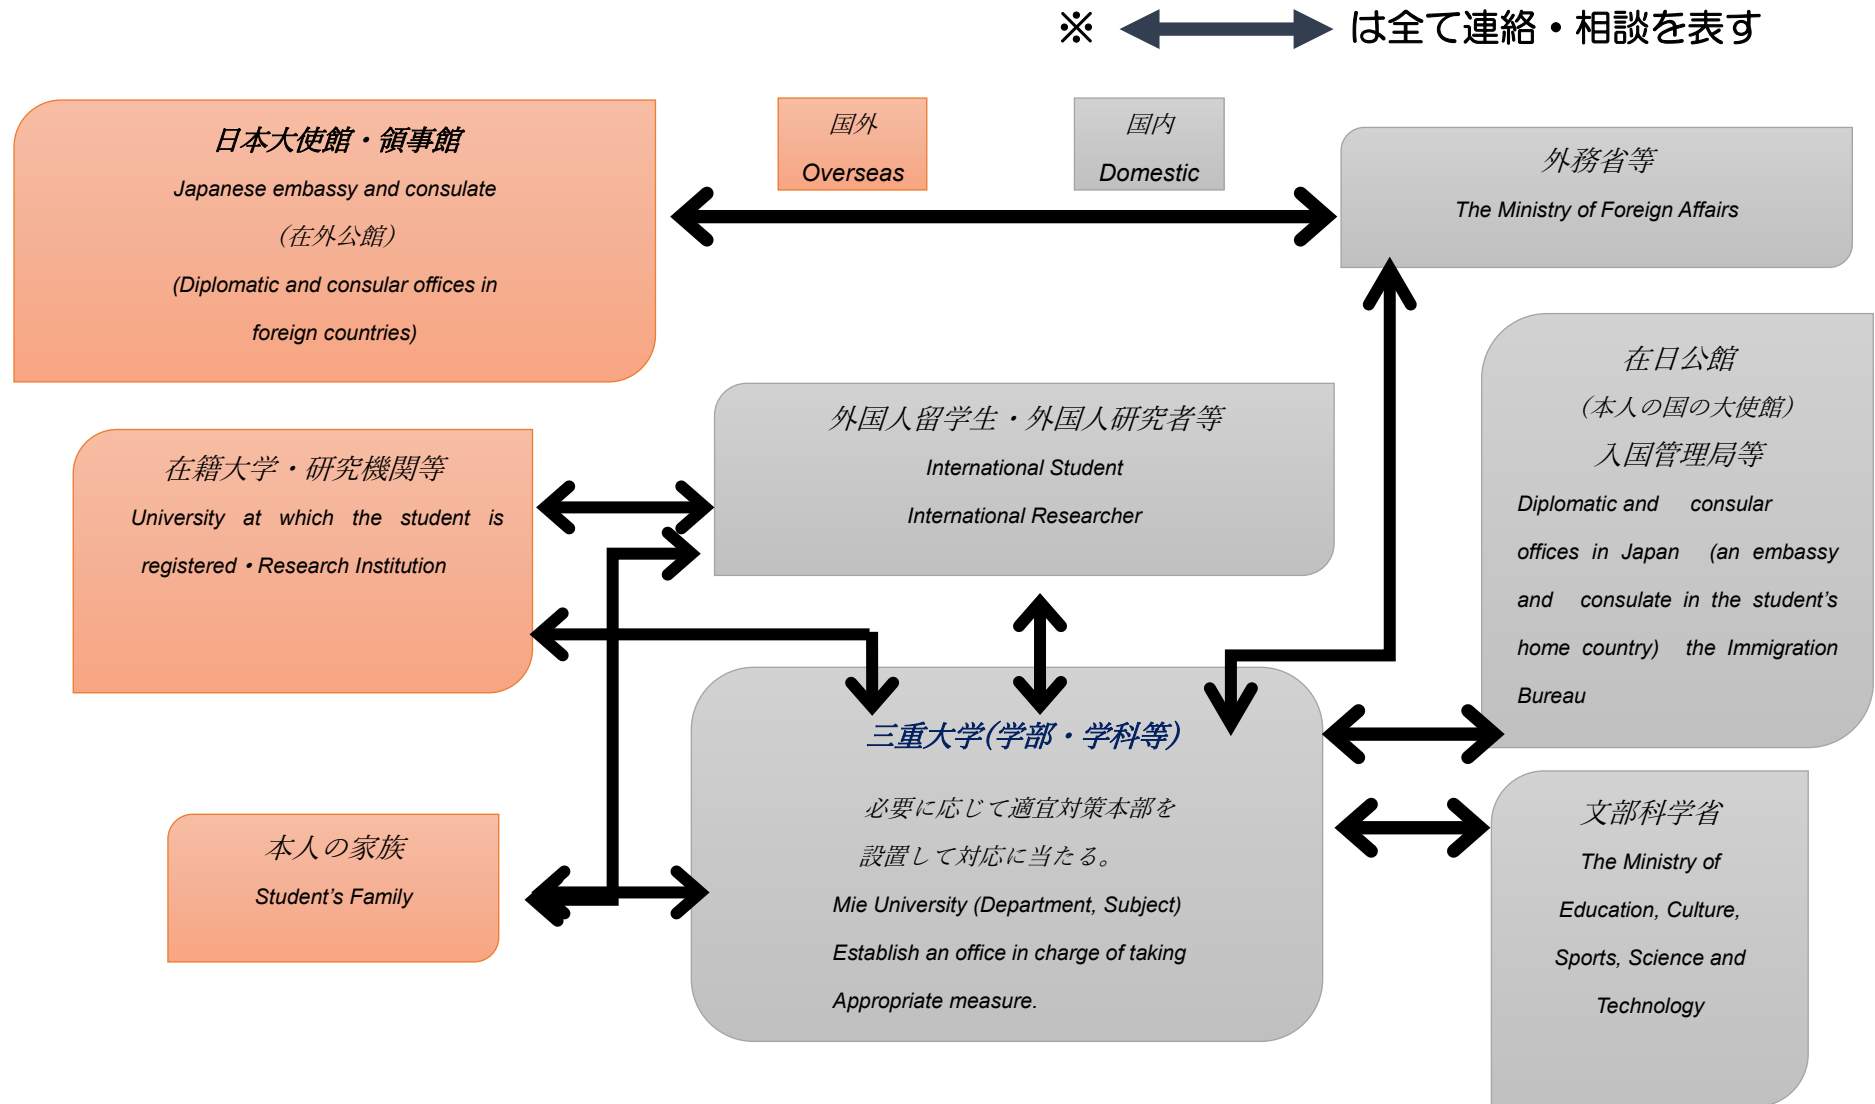 ※ は全て連絡・相談を表す
日本大使館・領事館
Japanese embassy and consulate
（在外公館）
(Diplomatic and consular offices in
foreign countries)
国外
Overseas
国内
Domestic
外務省等
The Ministry of Foreign Affairs
在籍大学・研究機関等
University at which the student is
registered・Research Institution
外国人留学生・外国人研究者等
International Student
International Researcher
在日公館
（本人の国の大使館）
入国管理局等
Diplomatic and consular
offices in Japan (an embassy
and consulate in the student’s
home country) the Immigration
Bureau
本人の家族
Student’s Family
三重大学(学部・学科等)
必要に応じて適宜対策本部を
設置して対応に当たる。
Mie University (Department, Subject)
Establish an office in charge of taking
Appropriate measure.
文部科学省
The Ministry of
Education, Culture,
Sports, Science and
Technology